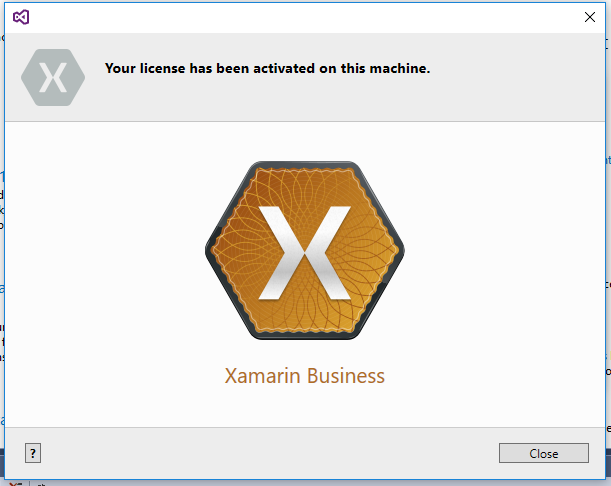 Your license has been activated on this machine.
Xamarin Business
?
Close